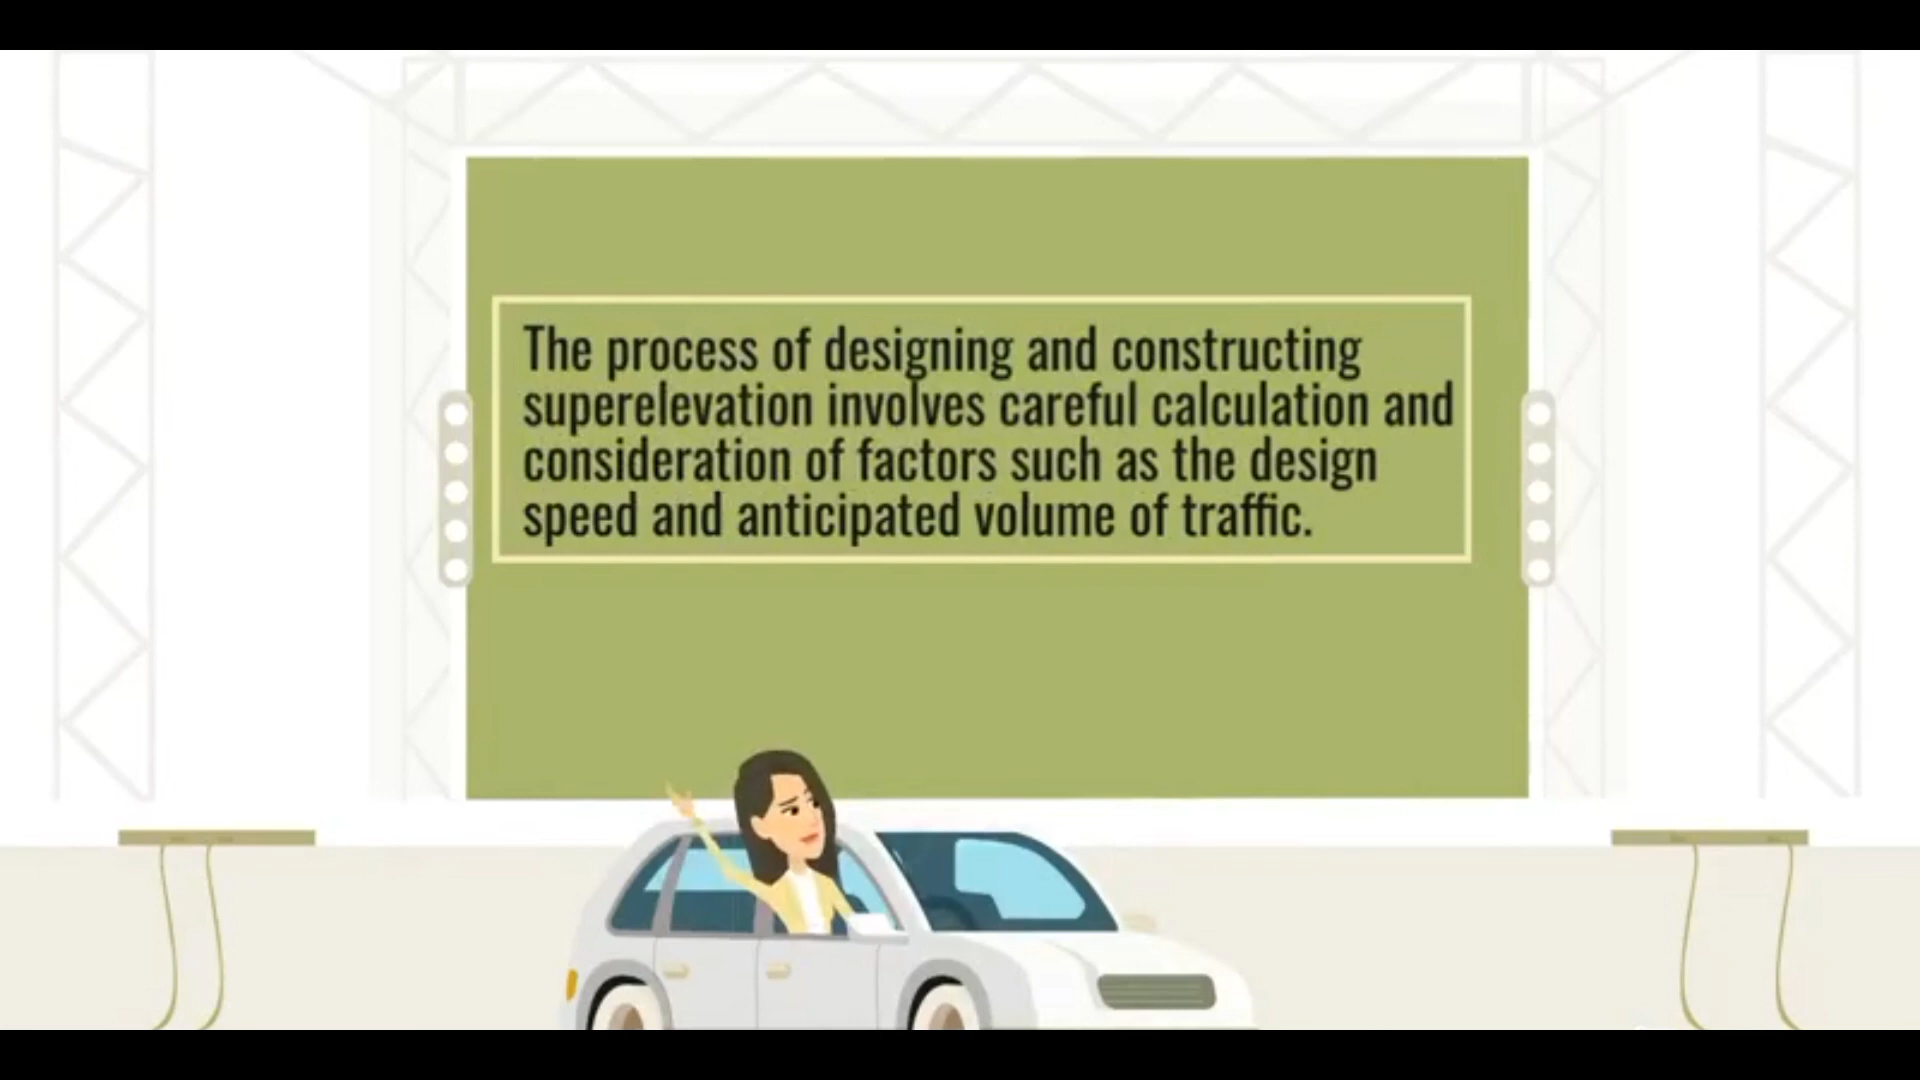 The process of designing and constructing
superelevation involves careful calculation and
consideration of factors such as the design
speed and anticipated volume of traffic.